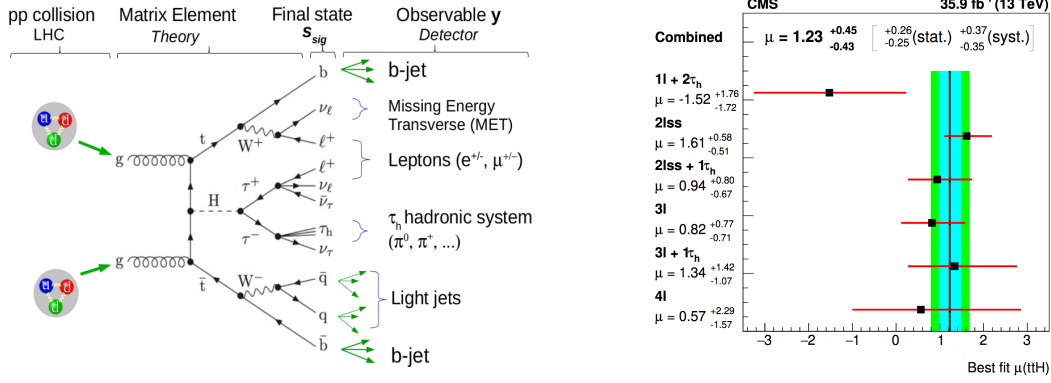 pp collision
LHC
Matrix Element
Theory
Final state
s_sig
Observable y
Detector
b
b-jet
ν_ℓ
Missing Energy
Transverse (MET)
t
W⁺
ℓ⁺
Leptons (e^{+/-}, μ^{+/-})
g
ℓ⁺
τ⁺
ν_ℓ
ν̄_τ
H
τ_h
τ_h hadronic system
(π⁰, π⁺, ...)
τ⁻
ν_τ
g
t̄
W⁻
q̄
Light jets
q
b̄
b-jet
CMS
35.9 fb⁻ (13 TeV)
Combined μ = 1.23 +0.45 -0.43 [ +0.26 -0.25 (stat.) +0.37 -0.35 (syst.) ]
1l + 2τ_h
μ = -1.52 +1.76 -1.72
2lss
μ = 1.61 +0.58 -0.51
2lss + 1τ_h
μ = 0.94 +0.80 -0.67
3l
μ = 0.82 +0.77 -0.71
3l + 1τ_h
μ = 1.34 +1.42 -1.07
4l
μ = 0.57 +2.29 -1.57
−3 −2 −1 0 1 2 3
Best fit μ(ttH)